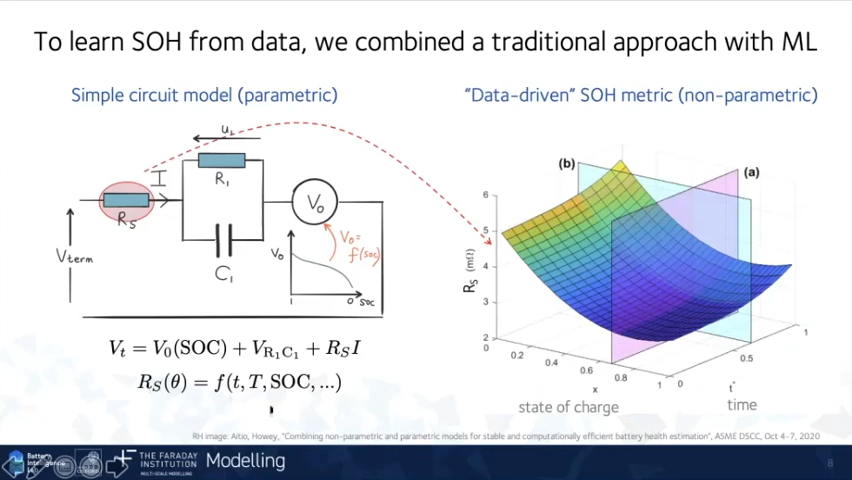 To learn SOH from data, we combined a traditional approach with ML
Simple circuit model (parametric)
"Data-driven" SOH metric (non-parametric)
u₁
I
R₁
Rs
C₁
V₀
Vterm
V₀
V₀=
f(soc)
1
0
soc
(b)
(a)
6
5
4
3
2
Rs (mΩ)
0
0.2
0.4
0.6
0.8
1
x
0
0.5
1
t*
state of charge
time
Vt = V0(SOC) + VR1C1 + RSI
RS(θ) = f(t, T, SOC, ...)
RH image: Aitio, Howey, "Combining non-parametric and parametric models for stable and computationally efficient battery health estimation", ASME DSCC, Oct 4-7, 2020
Battery
Intelligence
Lab
THE FARADAY
INSTITUTION
MULTI-SCALE MODELLING
Modelling
8